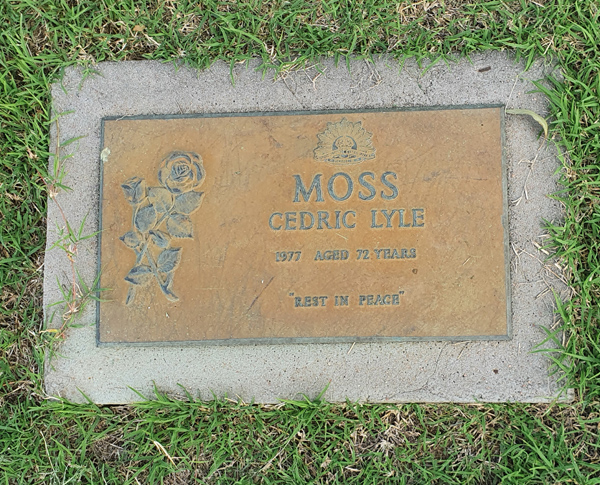 MOSS
CEDRIC LYLE
1977 AGED 72 YEARS
"REST IN PEACE"